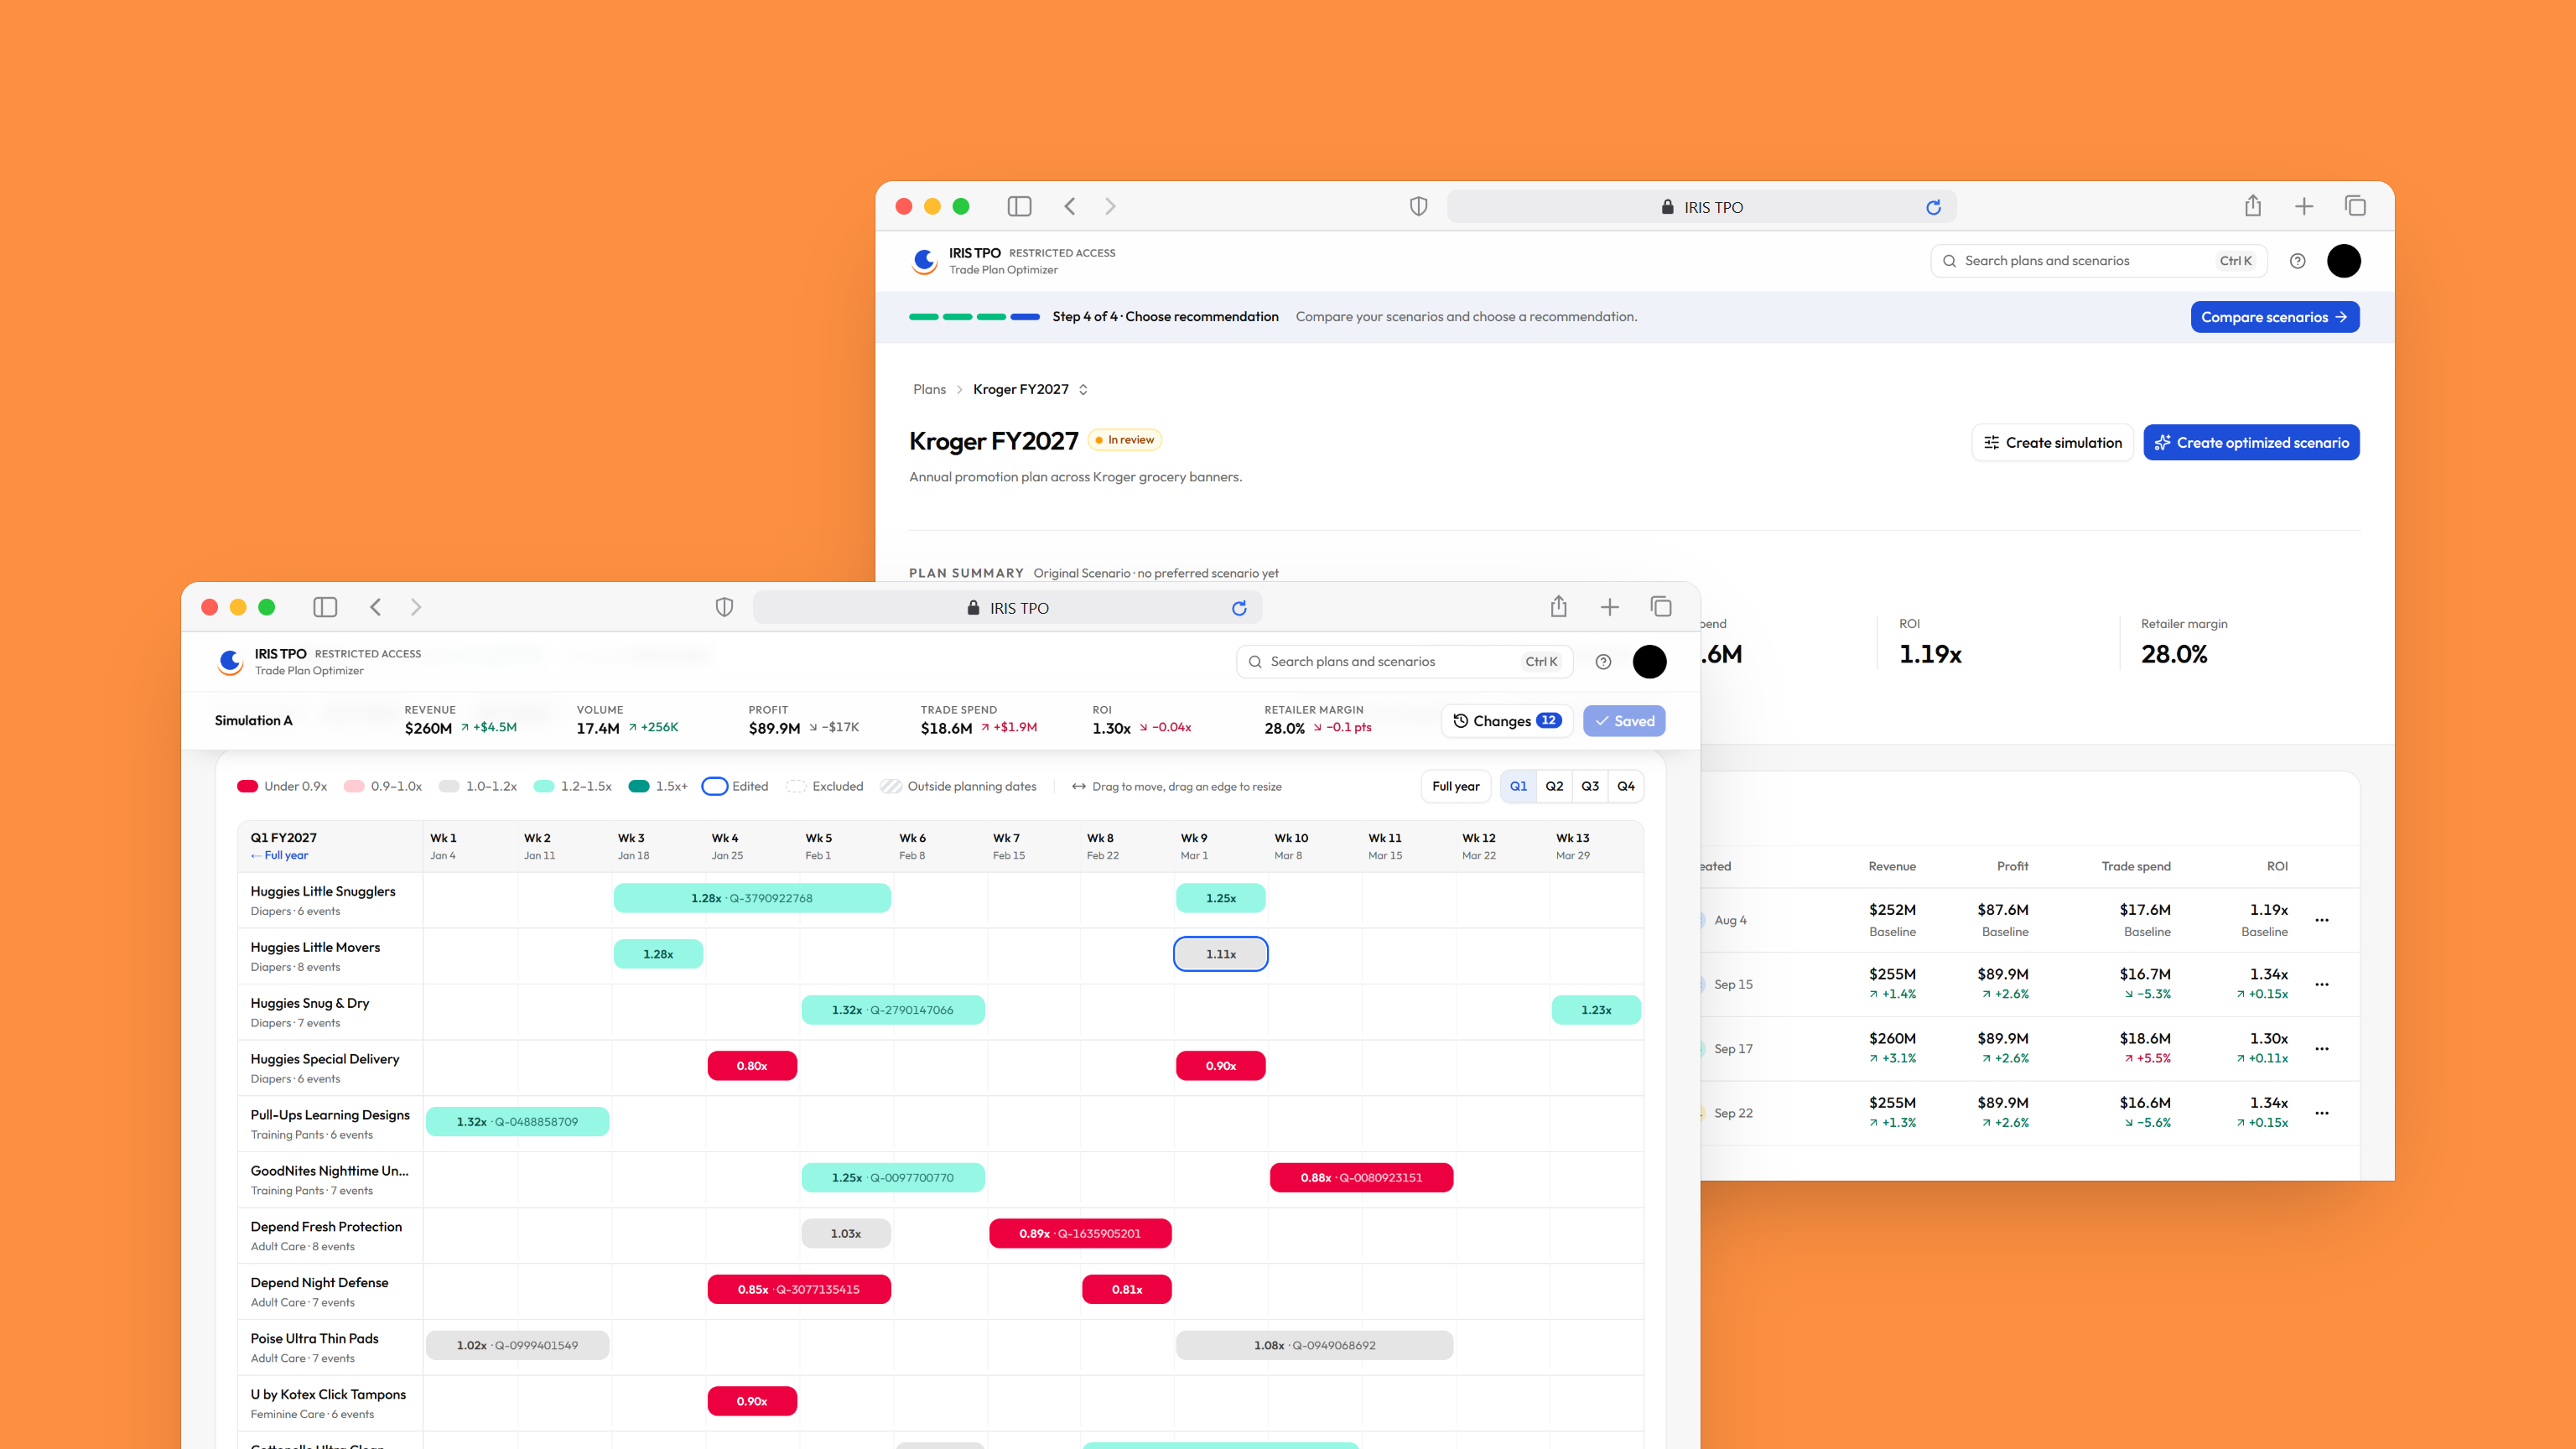 IRIS TPO
IRIS TPO RESTRICTED ACCESS
Trade Plan Optimizer
Search plans and scenarios Ctrl K
Step 4 of 4 · Choose recommendation Compare your scenarios and choose a recommendation.
Compare scenarios →
Plans > Kroger FY2027
Kroger FY2027 In review
Create simulation Create optimized scenario
Annual promotion plan across Kroger grocery banners.
PLAN SUMMARY Original Scenario · no preferred scenario yet
ROI Retailer margin
.6M 1.19x 28.0%
Revenue Profit Trade spend ROI
Aug 4 $252M $87.6M $17.6M 1.19x
Baseline Baseline Baseline Baseline
Sep 15 $255M $89.9M $16.7M 1.34x
↗ +1.4% ↗ +2.6% ↘ −5.3% ↗ +0.15x
Sep 17 $260M $89.9M $18.6M 1.30x
↗ +3.1% ↗ +2.6% ↗ +5.5% ↗ +0.11x
Sep 22 $255M $89.9M $16.6M 1.34x
↗ +1.3% ↗ +2.6% ↘ −5.6% ↗ +0.15x
IRIS TPO
IRIS TPO RESTRICTED ACCESS
Trade Plan Optimizer
Search plans and scenarios Ctrl K
Simulation A
REVENUE VOLUME PROFIT TRADE SPEND ROI RETAILER MARGIN
$260M ↗ +$4.5M 17.4M ↗ +256K $89.9M ↘ −$17K $18.6M ↗ +$1.9M 1.30x ↘ −0.04x 28.0% ↘ −0.1 pts
Changes 12 Saved
Under 0.9x 0.9–1.0x 1.0–1.2x 1.2–1.5x 1.5x+ Edited Excluded Outside planning dates Drag to move, drag an edge to resize
Full year Q1 Q2 Q3 Q4
Q1 FY2027 Wk 1 Wk 2 Wk 3 Wk 4 Wk 5 Wk 6 Wk 7 Wk 8 Wk 9 Wk 10 Wk 11 Wk 12 Wk 13
← Full year Jan 4 Jan 11 Jan 18 Jan 25 Feb 1 Feb 8 Feb 15 Feb 22 Mar 1 Mar 8 Mar 15 Mar 22 Mar 29
Huggies Little Snugglers
Diapers · 6 events
1.28x · Q-3790922768 1.25x
Huggies Little Movers
Diapers · 8 events
1.28x 1.11x
Huggies Snug & Dry
Diapers · 7 events
1.32x · Q-2790147066 1.23x
Huggies Special Delivery
Diapers · 6 events
0.80x 0.90x
Pull-Ups Learning Designs
Training Pants · 6 events
1.32x · Q-0488858709
GoodNites Nighttime Un...
Training Pants · 7 events
1.25x · Q-0097700770 0.88x · Q-0080923151
Depend Fresh Protection
Adult Care · 8 events
1.03x 0.89x · Q-1635905201
Depend Night Defense
Adult Care · 7 events
0.85x · Q-3077135415 0.81x
Poise Ultra Thin Pads
Adult Care · 7 events
1.02x · Q-0999401549 1.08x · Q-0949068692
U by Kotex Click Tampons
Feminine Care · 6 events
0.90x